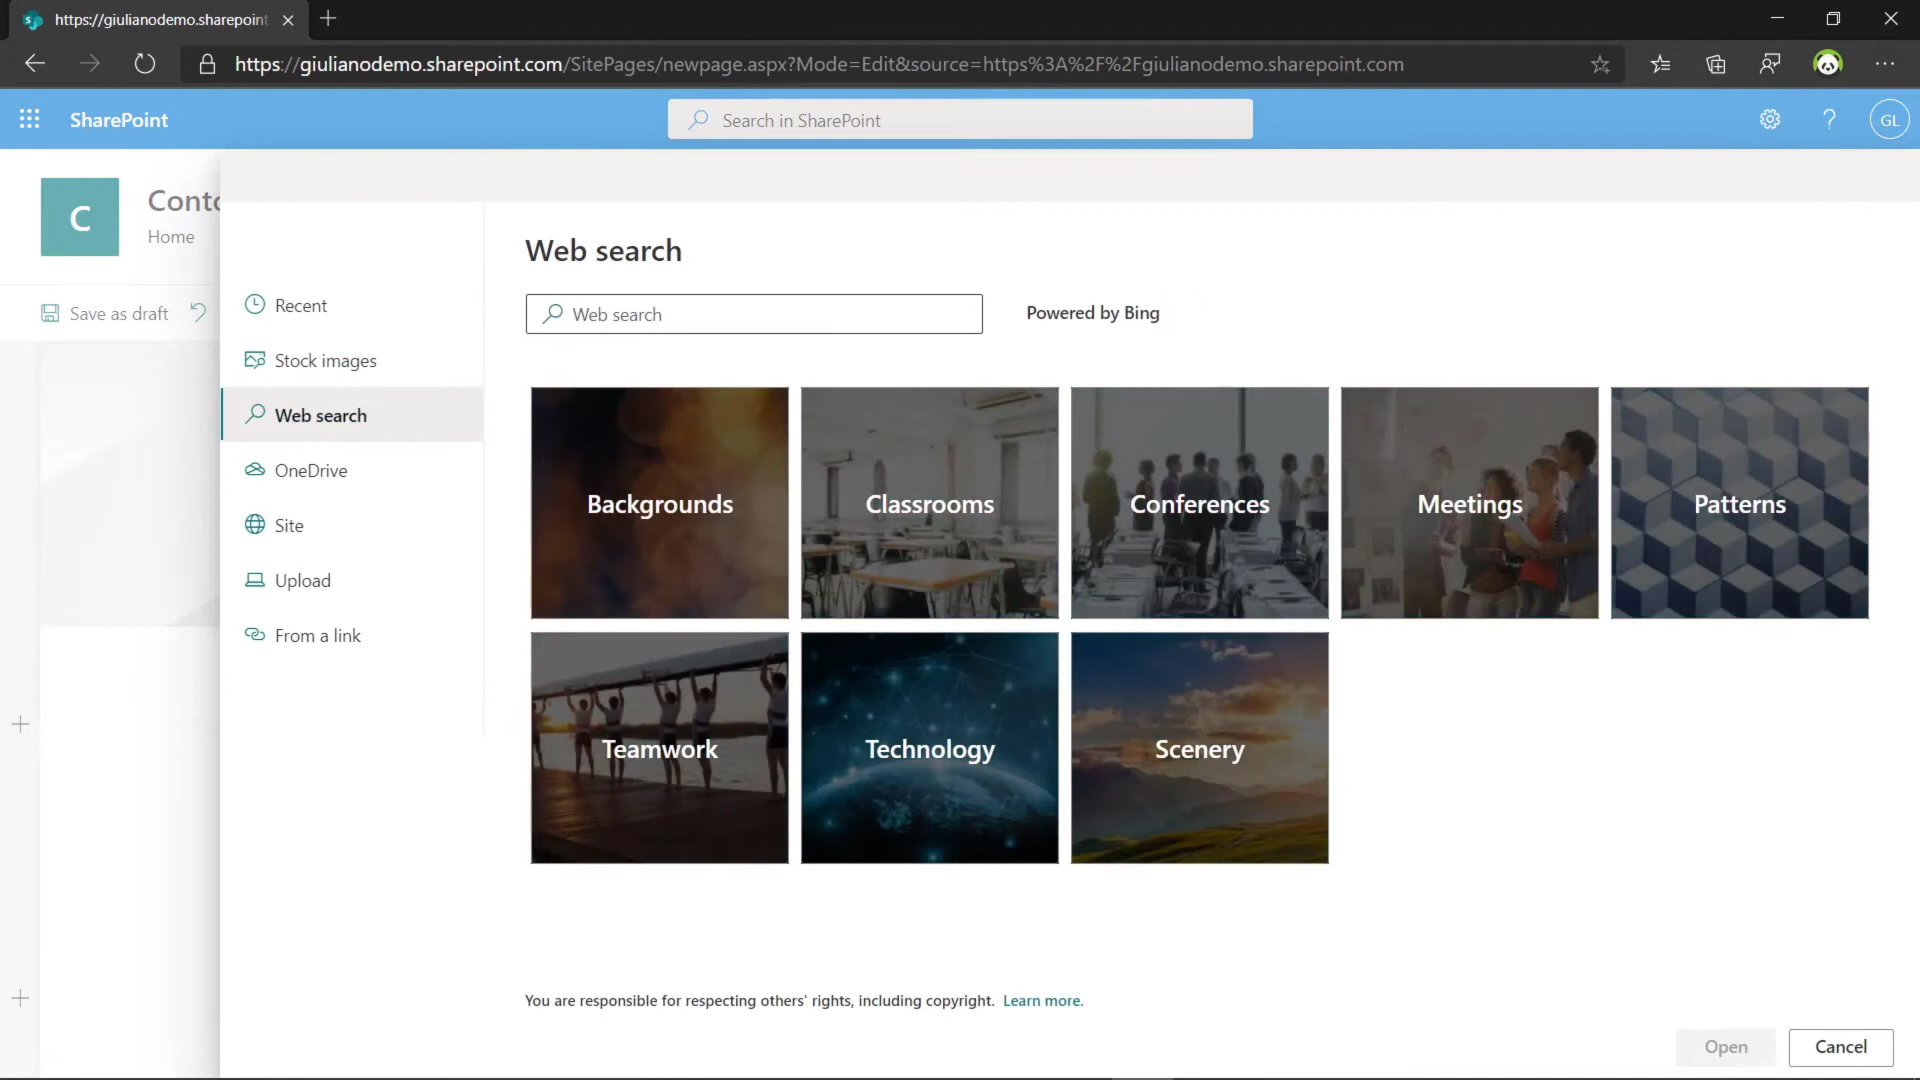 https://giulianodemo.sharepoint
https://giulianodemo.sharepoint.com/SitePages/newpage.aspx?Mode=Edit&source=https%3A%2F%2Fgiulianodemo.sharepoint.com
SharePoint
Search in SharePoint
GL
C
Conto
Home
Save as draft
Recent
Stock images
Web search
OneDrive
Site
Upload
From a link
Web search
Web search
Powered by Bing
Backgrounds
Classrooms
Conferences
Meetings
Patterns
Teamwork
Technology
Scenery
You are responsible for respecting others' rights, including copyright. Learn more.
Open
Cancel